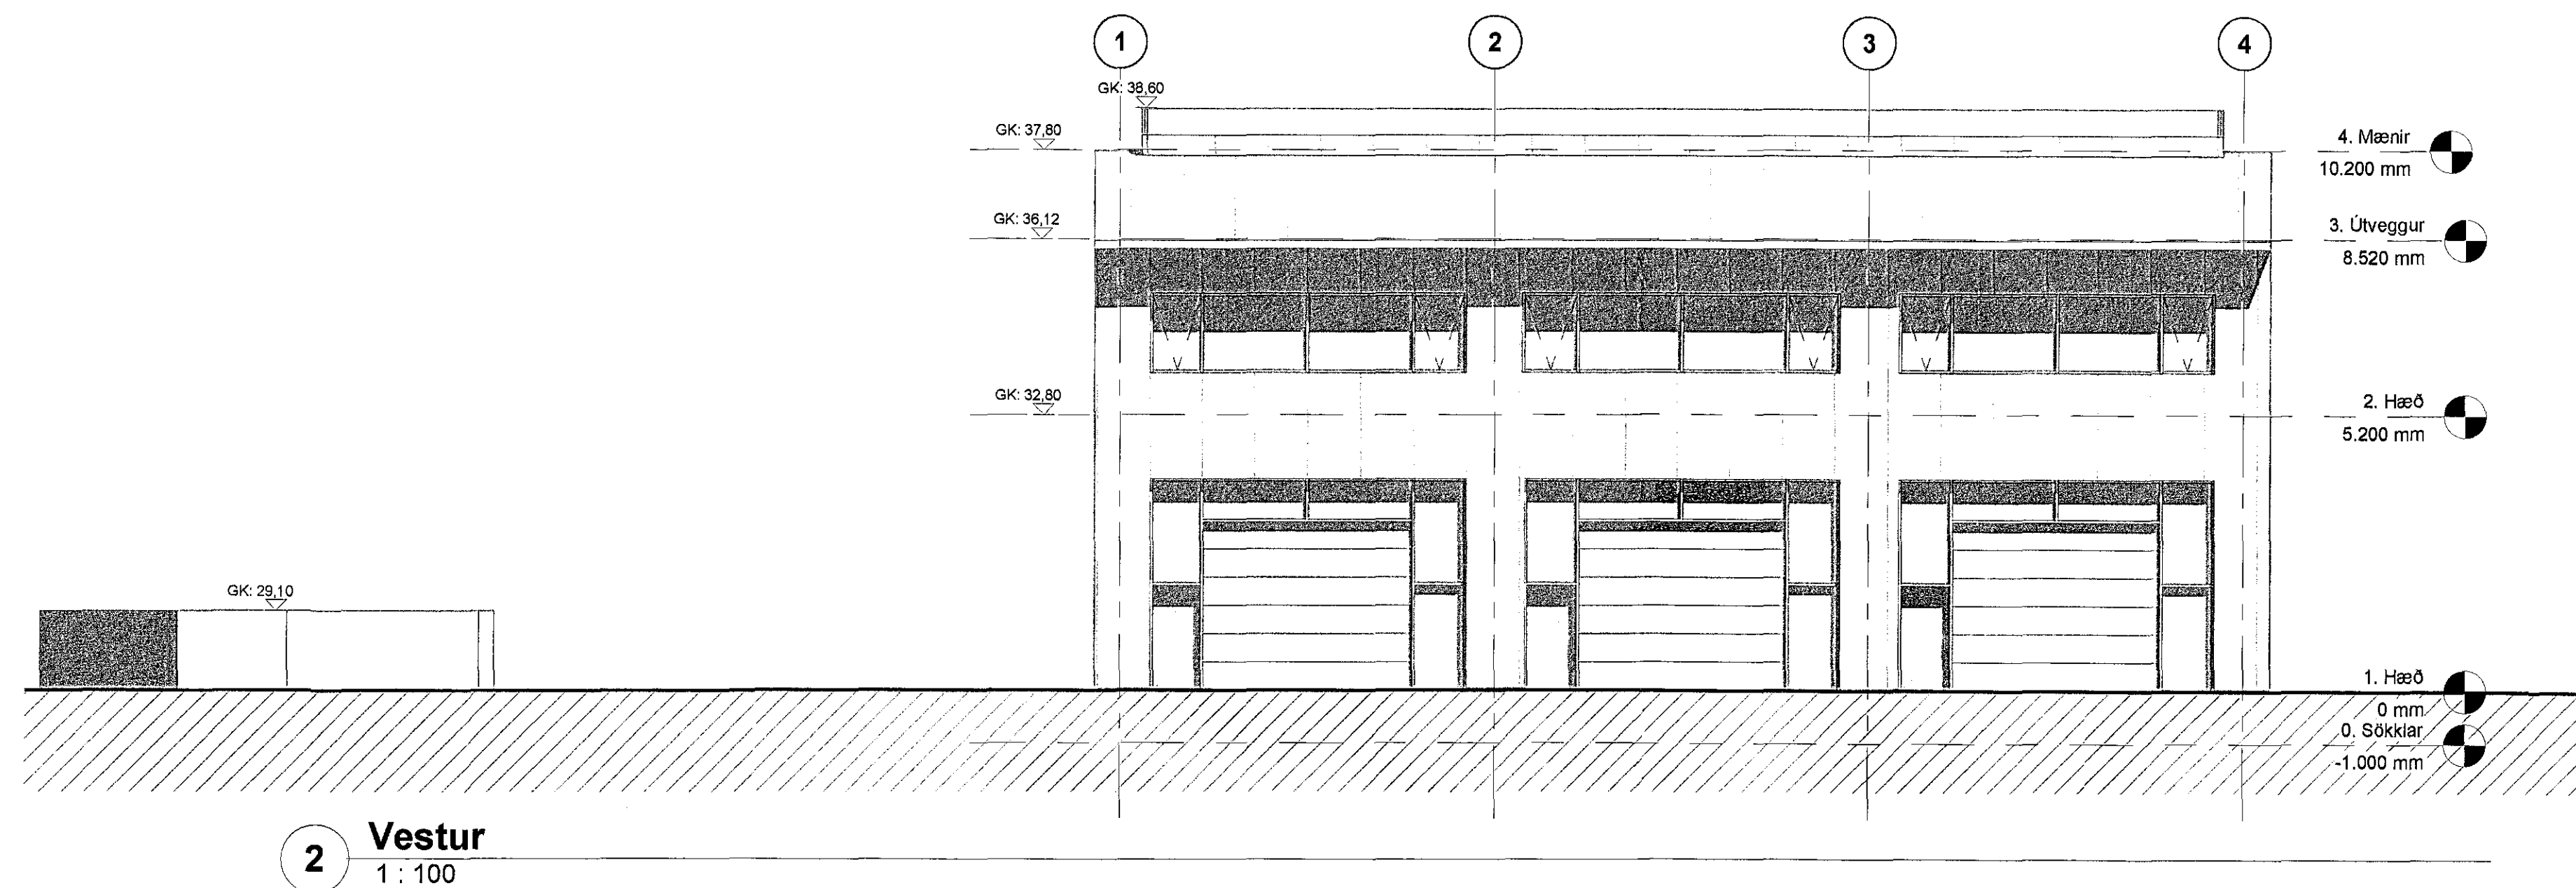 1
2
3
4
GK: 38,60
GK: 37,80
4. Mænir
10.200 mm
GK: 36,12
3. Útveggur
8.520 mm
GK: 32,80
2. Hæð
5.200 mm
GK: 29,10
1. Hæð
0 mm
0. Sökklar
-1.000 mm
2
Vestur
1 : 100